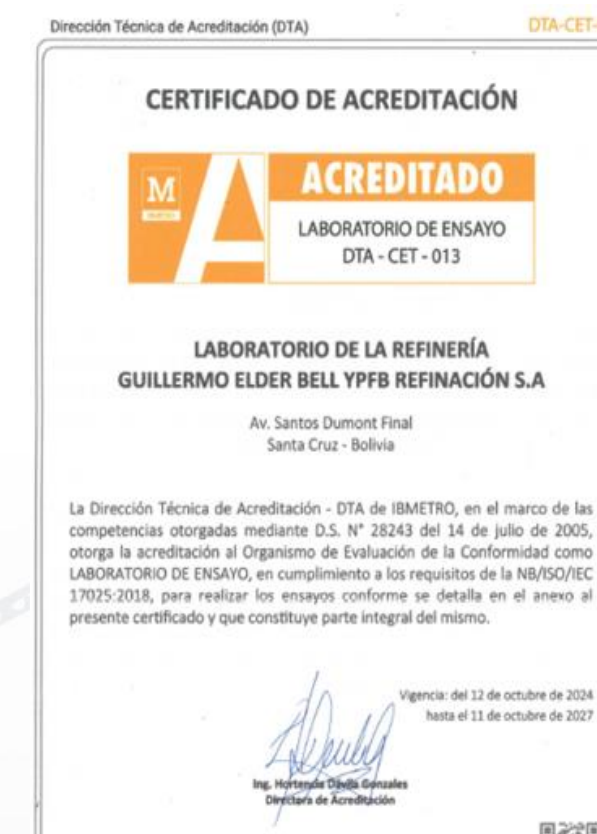 Dirección Técnica de Acreditación (DTA)
DTA-CET-
CERTIFICADO DE ACREDITACIÓN
M
ACREDITADO
LABORATORIO DE ENSAYO
DTA - CET - 013
LABORATORIO DE LA REFINERÍA
GUILLERMO ELDER BELL YPFB REFINACIÓN S.A
Av. Santos Dumont Final
Santa Cruz - Bolivia
La Dirección Técnica de Acreditación - DTA de IBMETRO, en el marco de las
competencias otorgadas mediante D.S. N° 28243 del 14 de julio de 2005,
otorga la acreditación al Organismo de Evaluación de la Conformidad como
LABORATORIO DE ENSAYO, en cumplimiento a los requisitos de la NB/ISO/IEC
17025:2018, para realizar los ensayos conforme se detalla en el anexo al
presente certificado y que constituye parte integral del mismo.
Vigencia: del 12 de octubre de 2024
hasta el 11 de octubre de 2027
Ing. Hortencia Dávila Gonzales
Directora de Acreditación